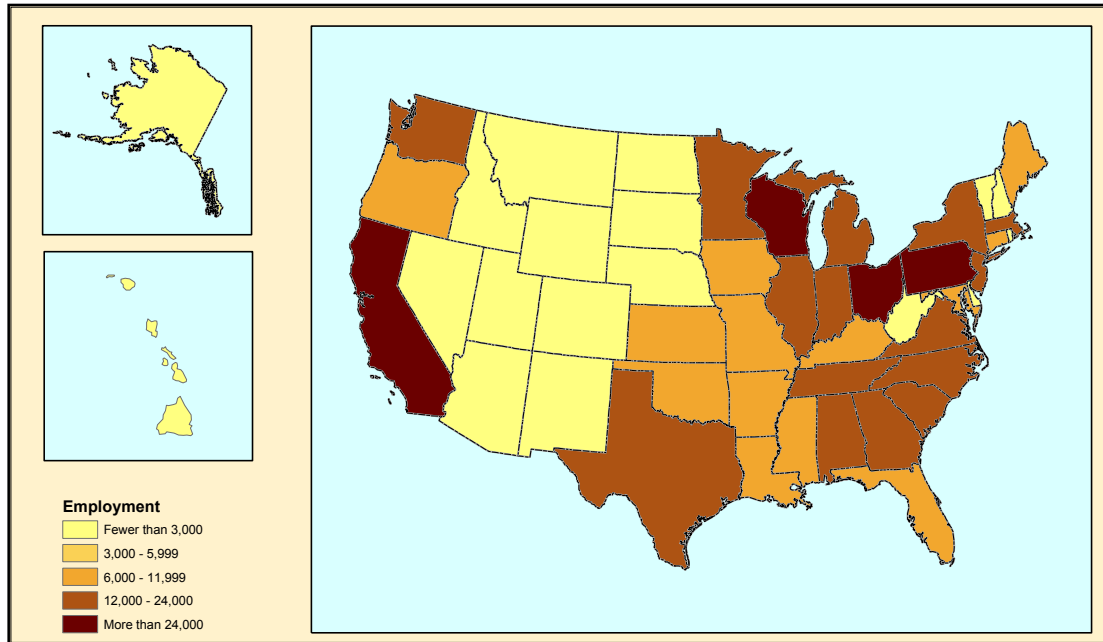 Employment
Fewer than 3,000
3,000 - 5,999
6,000 - 11,999
12,000 - 24,000
More than 24,000